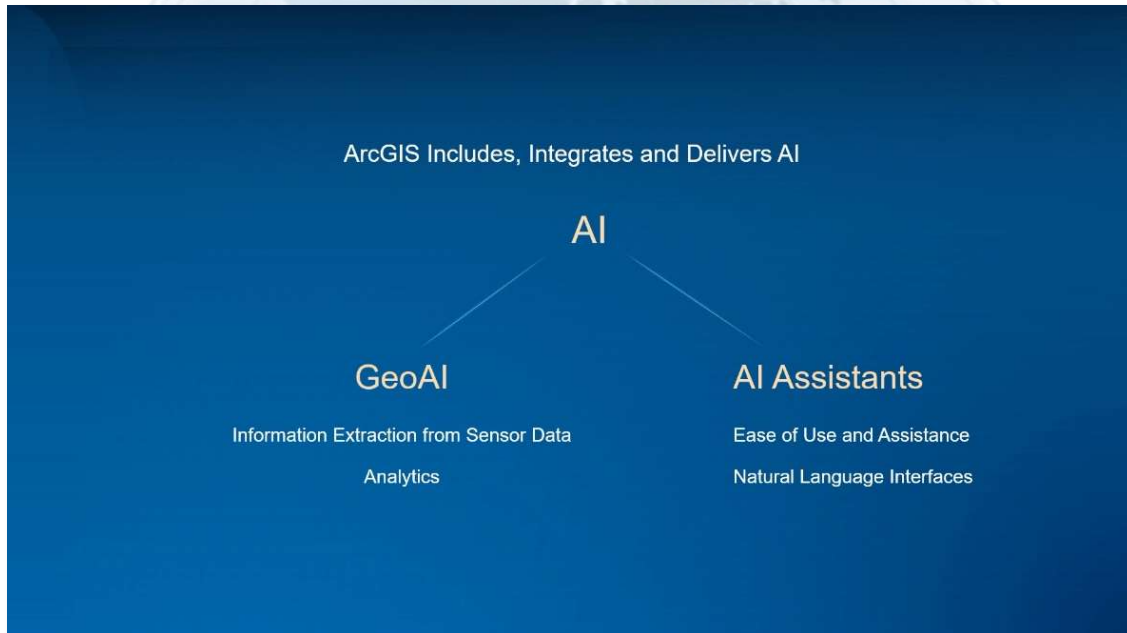 ArcGIS Includes, Integrates and Delivers AI
AI
GeoAI
Information Extraction from Sensor Data
Analytics
AI Assistants
Ease of Use and Assistance
Natural Language Interfaces